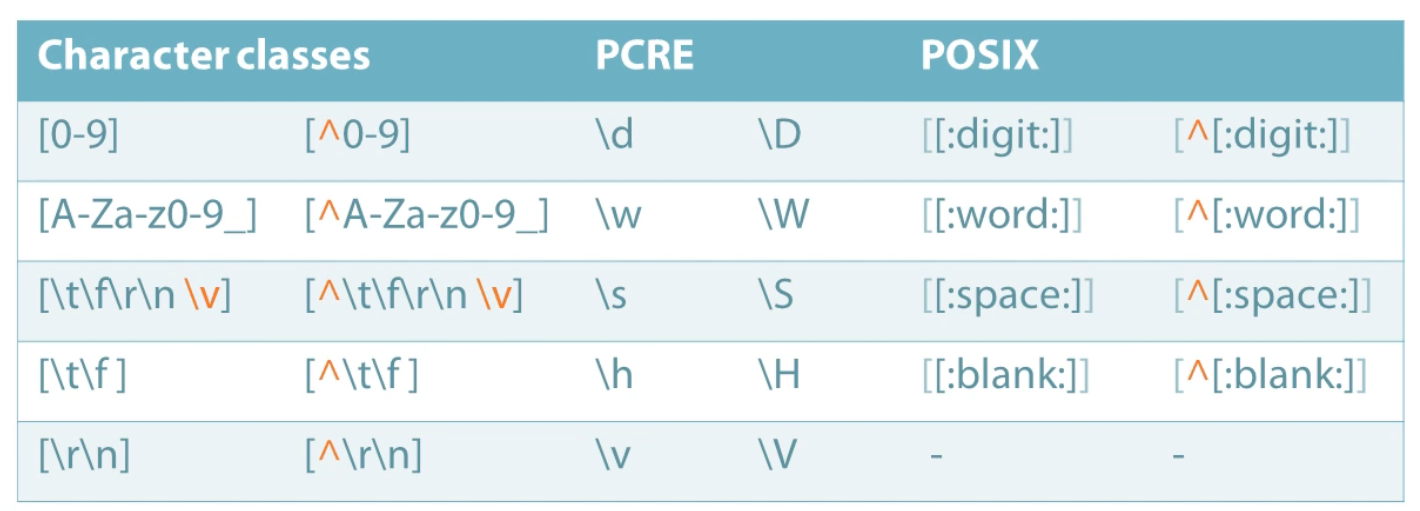 Character classes PCRE POSIX
[0-9] [^0-9] \d \D [[:digit:]] [^[:digit:]]
[A-Za-z0-9_] [^A-Za-z0-9_] \w \W [[:word:]] [^[:word:]]
[\t\f\r\n \v] [^\t\f\r\n \v] \s \S [[:space:]] [^[:space:]]
[\t\f ] [^\t\f ] \h \H [[:blank:]] [^[:blank:]]
[\r\n] [^\r\n] \v \V - -